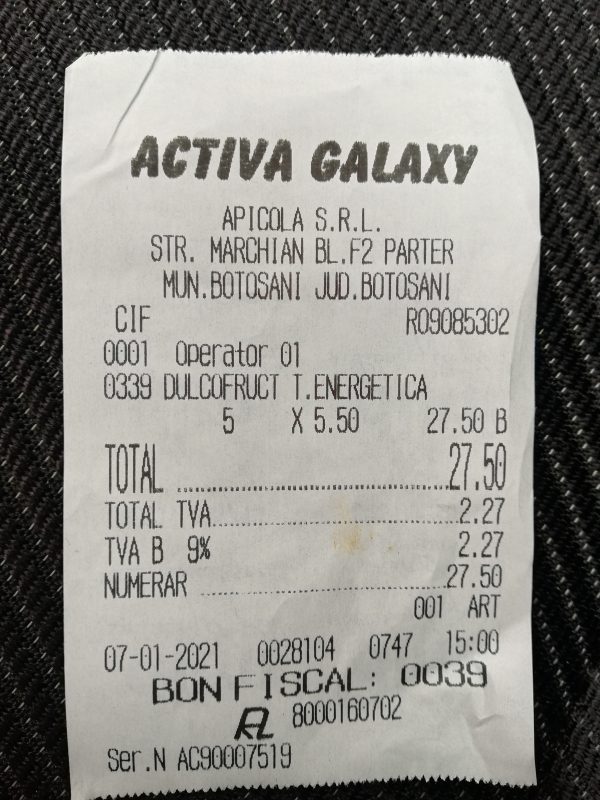 ACTIVA GALAXY
APICOLA S.R.L.
STR. MARCHIAN BL.F2 PARTER
MUN.BOTOSANI JUD.BOTOSANI
CIF RO9085302
0001 Operator 01
0339 DULCOFRUCT T.ENERGETICA
5 X 5.50 27.50 B
TOTAL ........................ 27.50
TOTAL TVA........................2.27
TVA B 9% 2.27
NUMERAR ........................27.50
001 ART
07-01-2021 0028104 0747 15:00
BON FISCAL: 0039
8000160702
Ser.N AC90007519